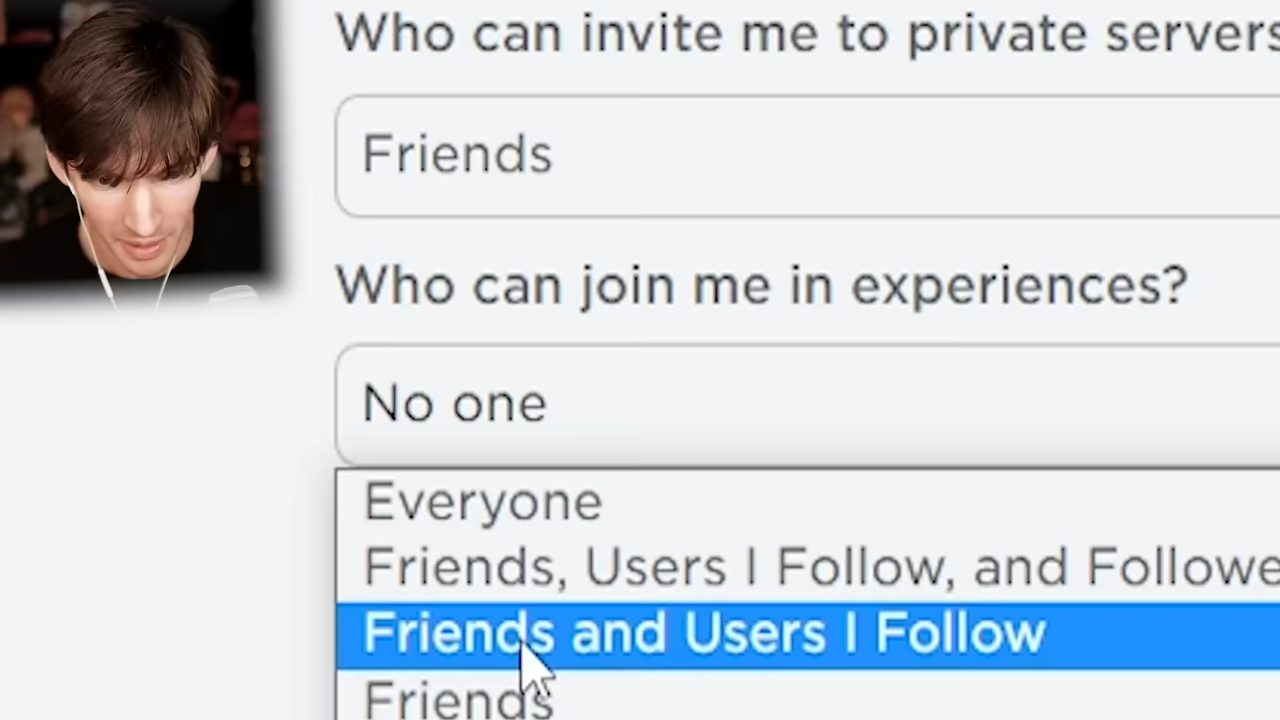 Who can invite me to private servers
Friends
Who can join me in experiences?
No one
Everyone
Friends, Users I Follow, and Followe
Friends and Users I Follow
Friends